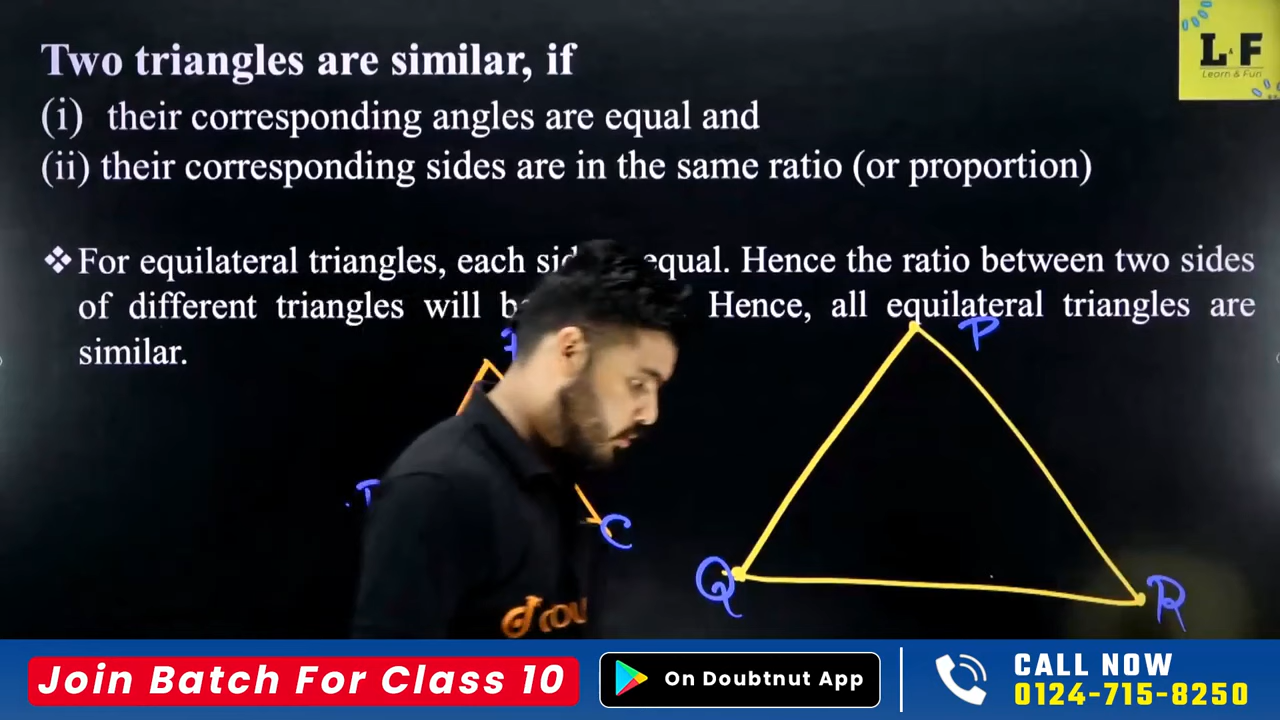 Two triangles are similar, if
(i) their corresponding angles are equal and
(ii) their corresponding sides are in the same ratio (or proportion)
❖ For equilateral triangles, each equal. Hence the ratio between two sides
of different triangles will Hence, all equilateral triangles are
similar.
L & F
Learn & Fun
P
C
Q
R
Join Batch For Class 10
On Doubtnut App
CALL NOW
0124-715-8250